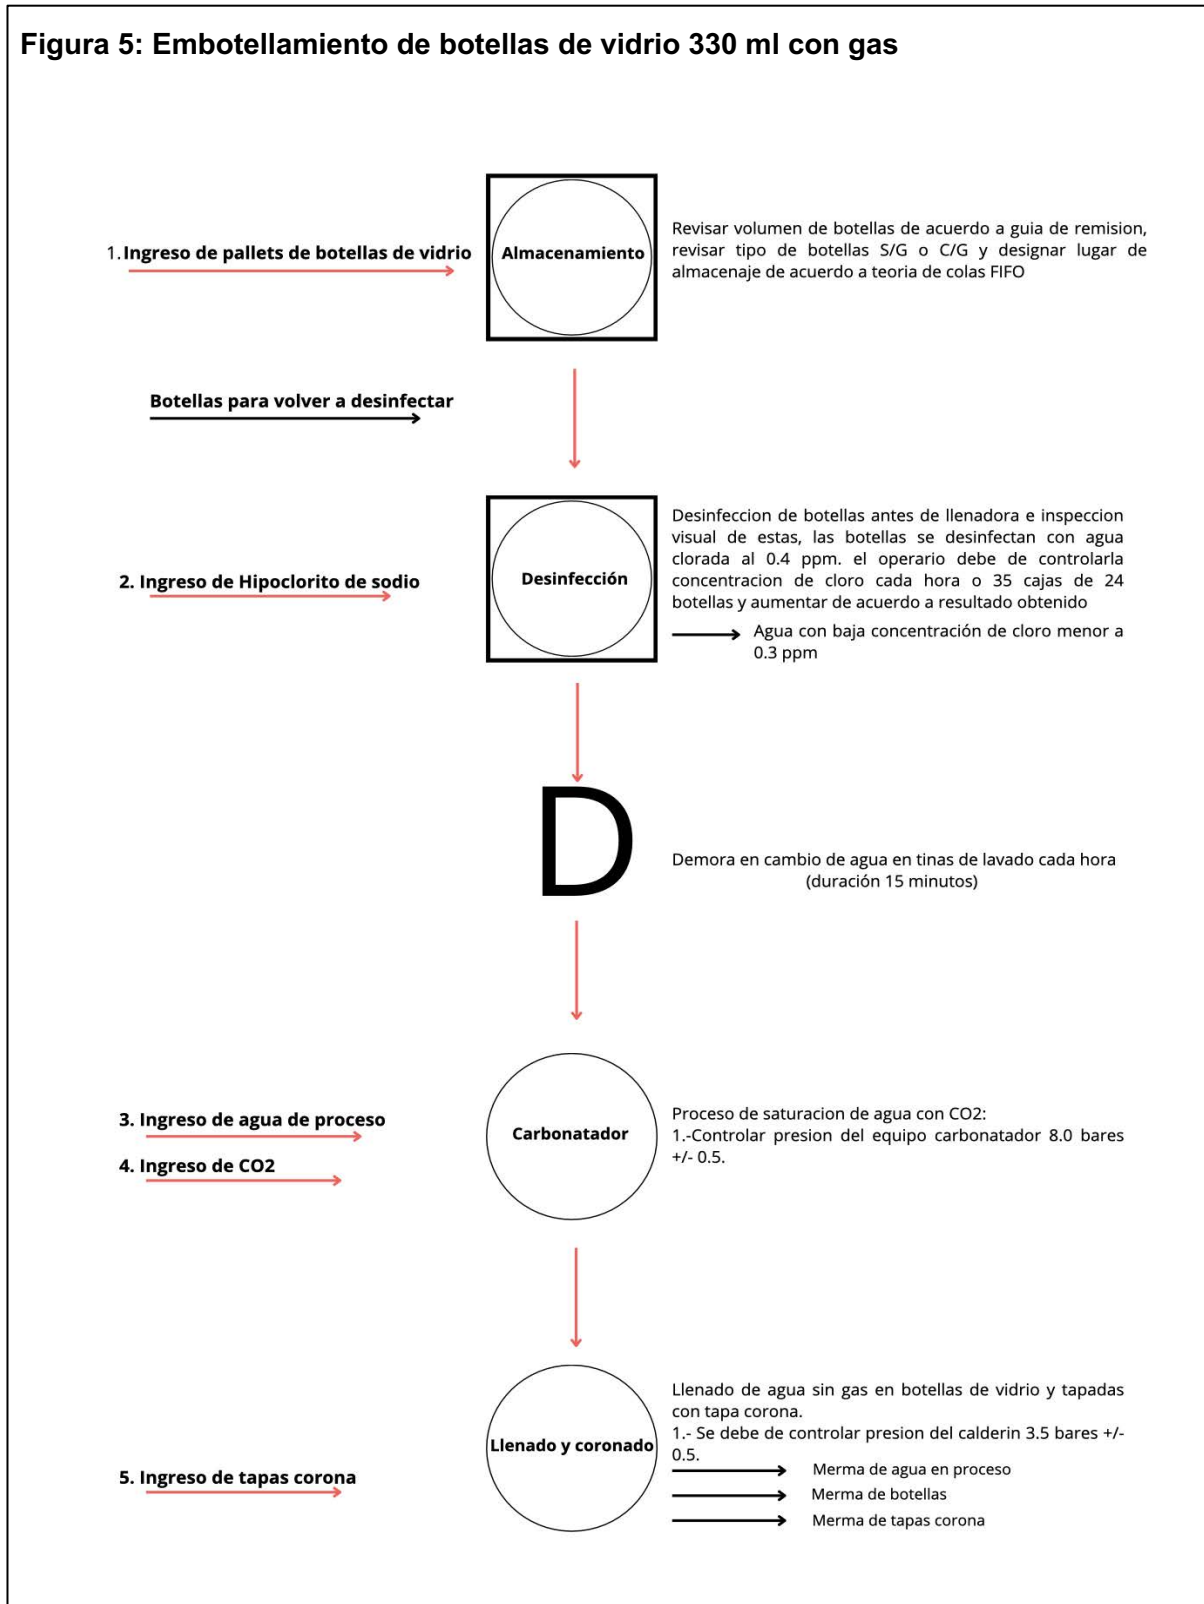 Figura 5: Embotellamiento de botellas de vidrio 330 ml con gas
1. Ingreso de pallets de botellas de vidrio
Almacenamiento
Revisar volumen de botellas de acuerdo a guia de remision,
revisar tipo de botellas S/G o C/G y designar lugar de
almacenaje de acuerdo a teoria de colas FIFO
Botellas para volver a desinfectar
2. Ingreso de Hipoclorito de sodio
Desinfección
Desinfeccion de botellas antes de llenadora e inspeccion
visual de estas, las botellas se desinfectan con agua
clorada al 0.4 ppm. el operario debe de controlarla
concentracion de cloro cada hora o 35 cajas de 24
botellas y aumentar de acuerdo a resultado obtenido
Agua con baja concentración de cloro menor a
0.3 ppm
D
Demora en cambio de agua en tinas de lavado cada hora
(duración 15 minutos)
3. Ingreso de agua de proceso
4. Ingreso de CO2
Carbonatador
Proceso de saturacion de agua con CO2:
1.-Controlar presion del equipo carbonatador 8.0 bares
+/- 0.5.
5. Ingreso de tapas corona
Llenado y coronado
Llenado de agua sin gas en botellas de vidrio y tapadas
con tapa corona.
1.- Se debe de controlar presion del calderin 3.5 bares +/-
0.5.
Merma de agua en proceso
Merma de botellas
Merma de tapas corona